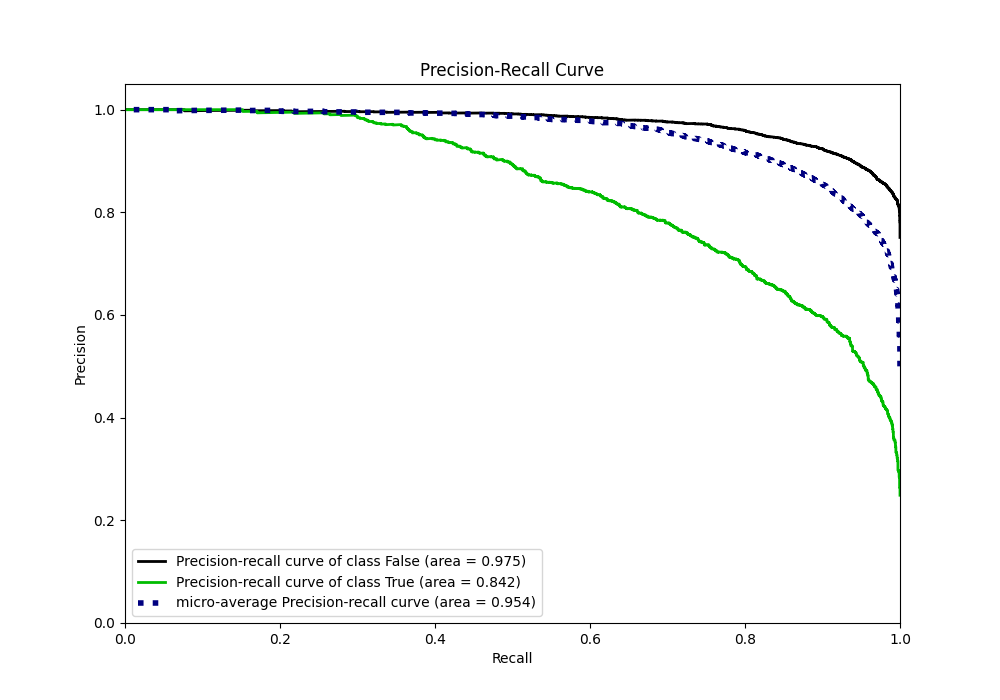 Precision-Recall Curve
1.0
0.8
0.6
0.4
0.2
0.0
Precision
Precision-recall curve of class False (area = 0.975)
Precision-recall curve of class True (area = 0.842)
micro-average Precision-recall curve (area = 0.954)
0.0 0.2 0.4 0.6 0.8 1.0
Recall